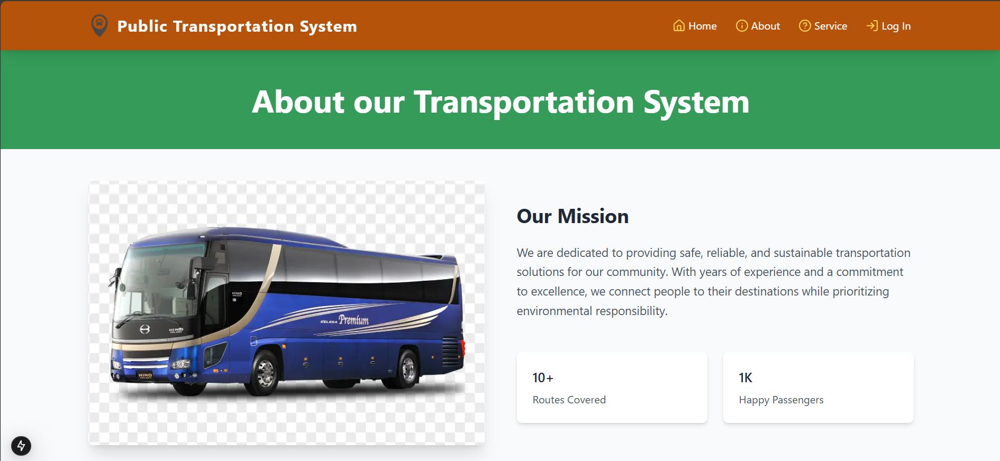 Public Transportation System
Home
About
Service
Log In
About our Transportation System
HINO
SELEGA Premium
HINO
HINO
Our Mission
We are dedicated to providing safe, reliable, and sustainable transportation
solutions for our community. With years of experience and a commitment
to excellence, we connect people to their destinations while prioritizing
environmental responsibility.
10+
Routes Covered
1K
Happy Passengers